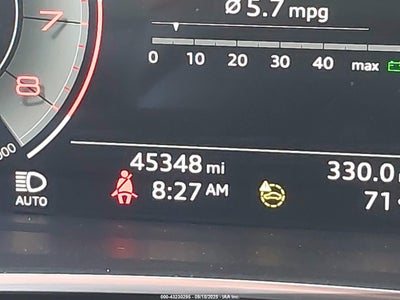 7
Ø 5.7 mpg
0 10 20 30 40 max
8
45348 mi
330.0
AUTO
8:27 AM
71
000-43230295 - 09/18/2025 - IAA Inc.